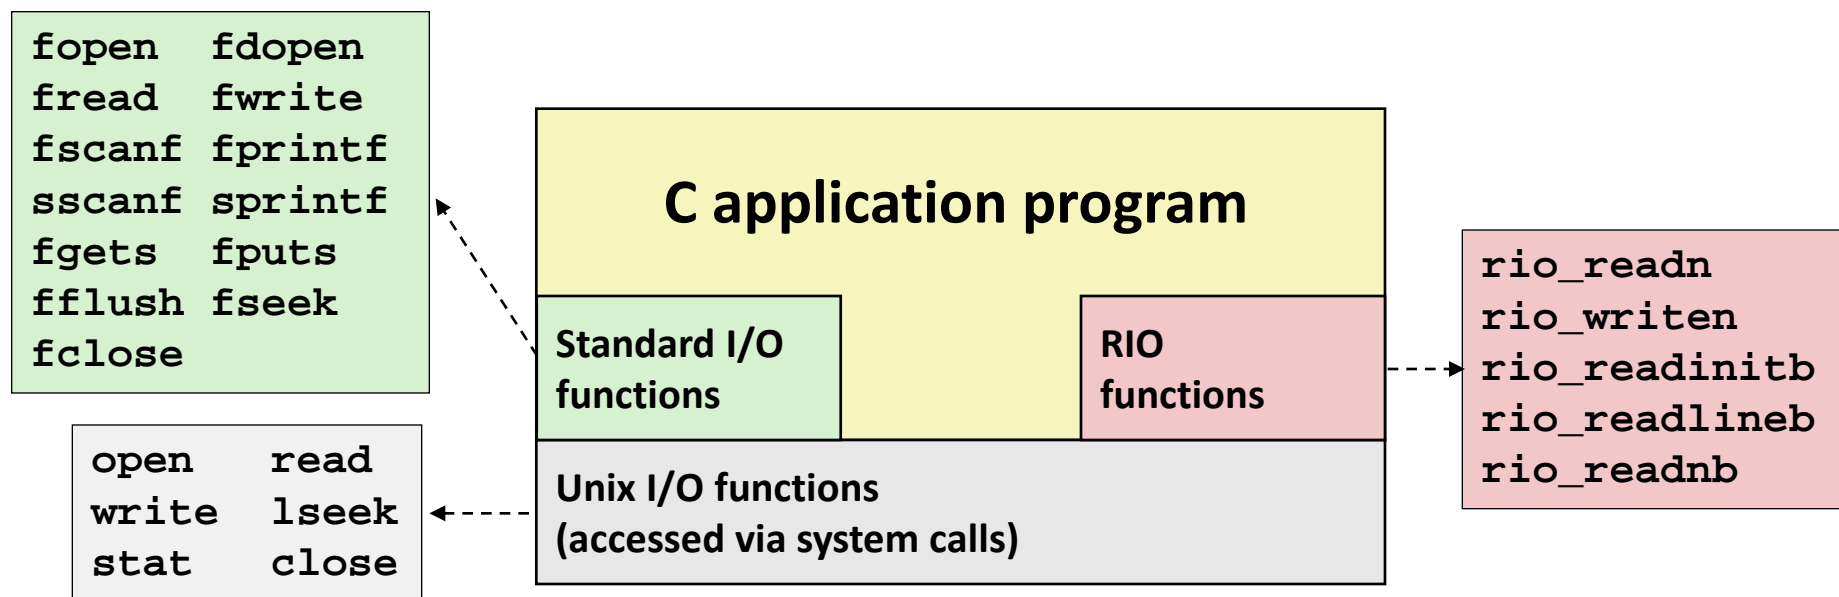 fopen fdopen
fread fwrite
fscanf fprintf
sscanf sprintf
fgets fputs
fflush fseek
fclose
C application program
Standard I/O
functions
RIO
functions
rio_readn
rio_writen
rio_readinitb
rio_readlineb
rio_readnb
open read
write lseek
stat close
Unix I/O functions
(accessed via system calls)